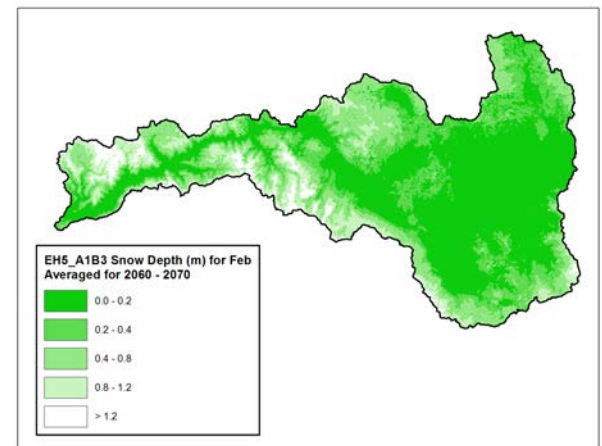 EH5_A1B3 Snow Depth (m) for Feb
Averaged for 2060 - 2070
0.0 - 0.2
0.2 - 0.4
0.4 - 0.8
0.8 - 1.2
> 1.2